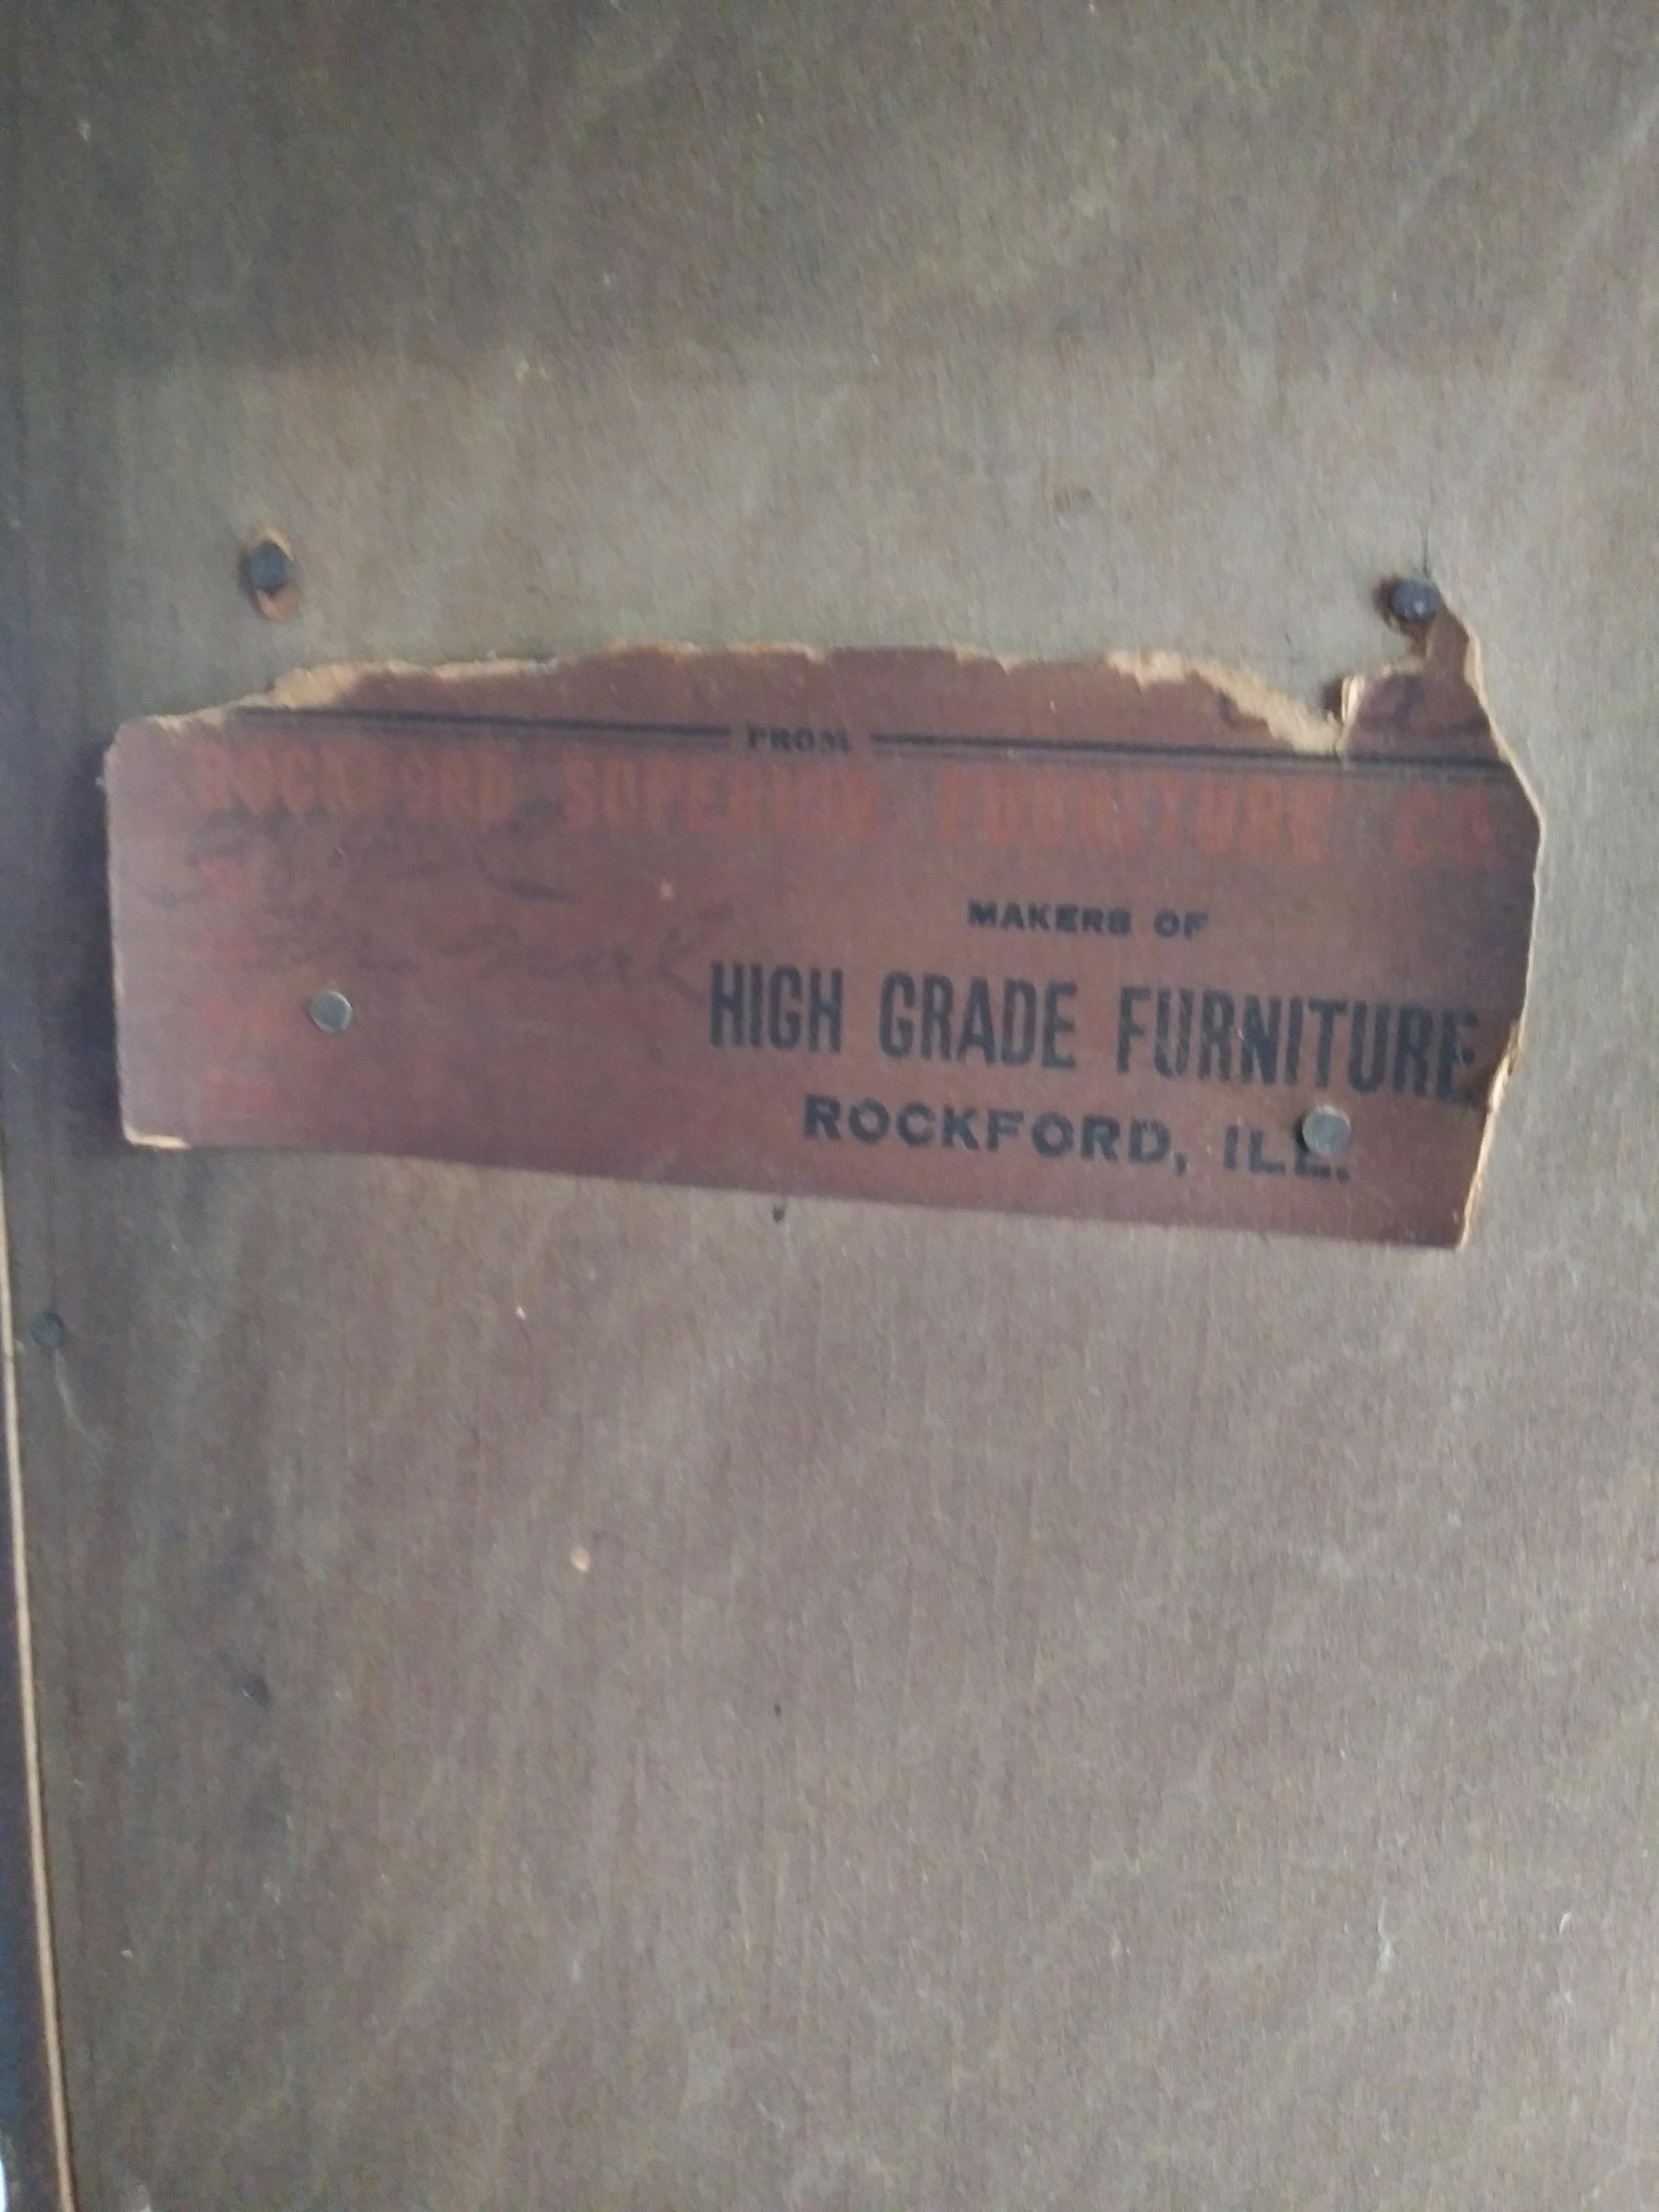 FROM
ROCKFORD SUPERIOR FURNITURE CO.
MAKERS OF
HIGH GRADE FURNITURE
ROCKFORD, ILL.